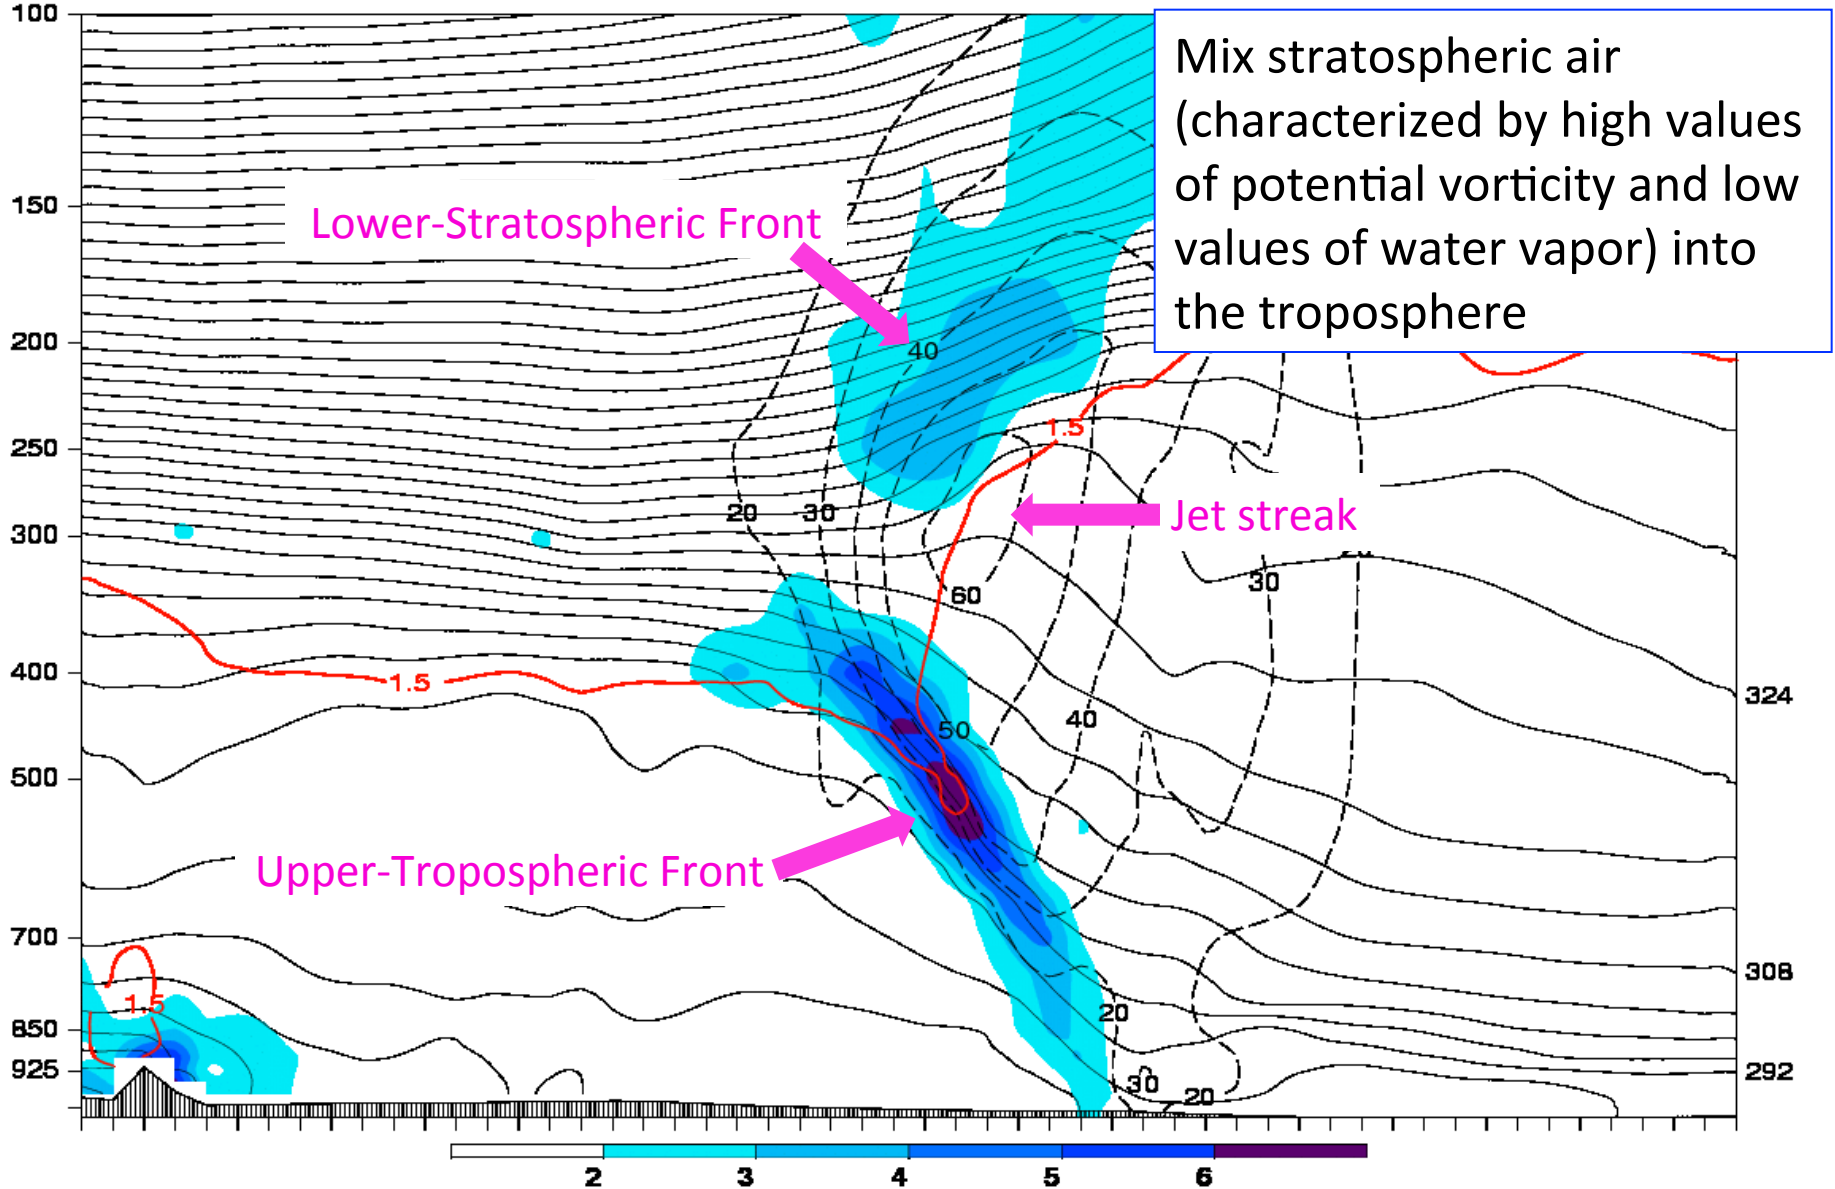 100
Mix stratospheric air
(characterized by high values
of potential vorticity and low
values of water vapor) into
the troposphere
150
Lower-Stratospheric Front
200
40
1.5
250
20 30
Jet streak
300
30
60
400
1.5
324
40
50
500
Upper-Tropospheric Front
700
308
1.5
20
850
925
292
30
20
2 3 4 5 6